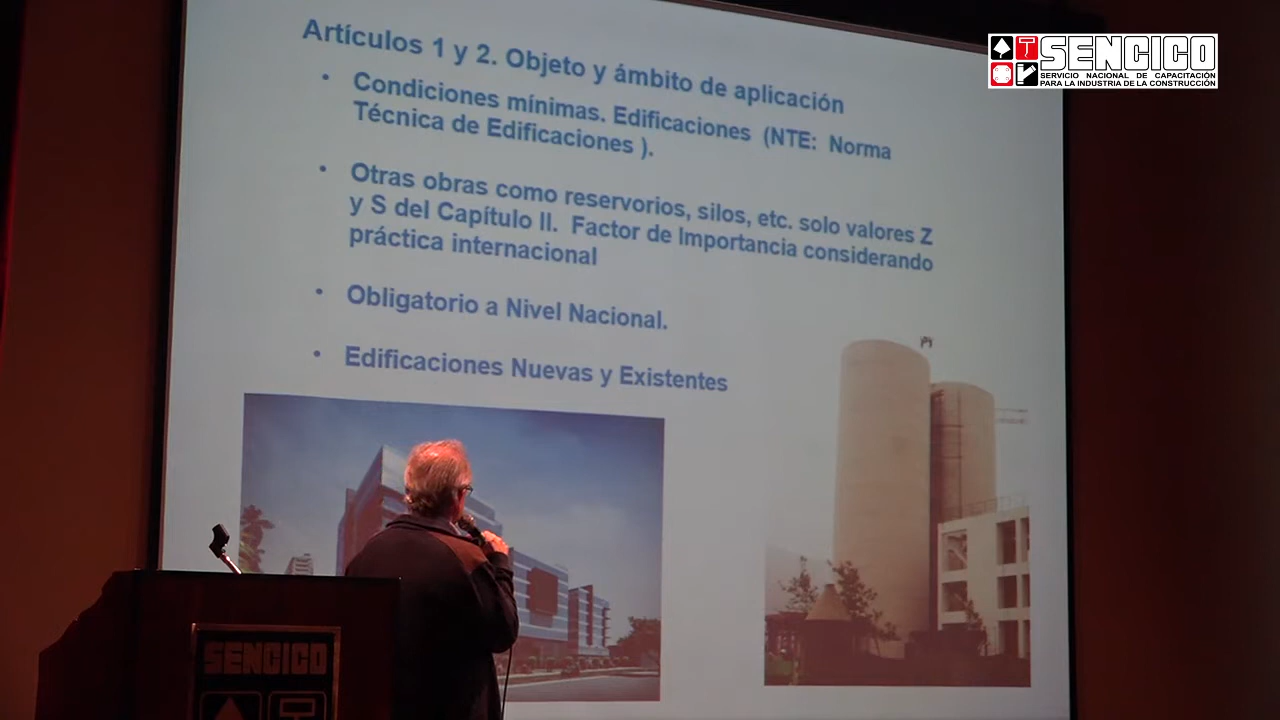 Artículos 1 y 2. Objeto y ámbito de aplicación
• Condiciones mínimas. Edificaciones (NTE: Norma
Técnica de Edificaciones ).
• Otras obras como reservorios, silos, etc. solo valores Z
y S del Capítulo II. Factor de Importancia considerando
práctica internacional
• Obligatorio a Nivel Nacional.
• Edificaciones Nuevas y Existentes
SENCICO
SERVICIO NACIONAL DE CAPACITACIÓN
PARA LA INDUSTRIA DE LA CONSTRUCCIÓN
SENCICO